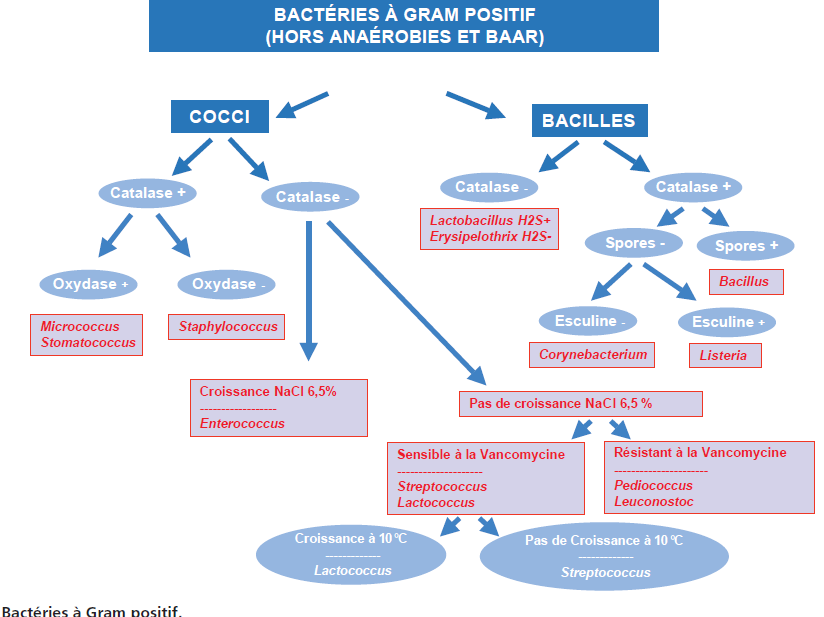 BACTÉRIES À GRAM POSITIF
(HORS ANAÉROBIES ET BAAR)
COCCI
BACILLES
Catalase +
Catalase -
Catalase -
Catalase +
Lactobacillus H2S+
Erysipelothrix H2S-
Spores -
Spores +
Bacillus
Oxydase +
Oxydase -
Micrococcus
Stomatococcus
Staphylococcus
Esculine -
Esculine +
Corynebacterium
Listeria
Croissance NaCl 6,5%
------------------
Enterococcus
Pas de croissance NaCl 6,5 %
Sensible à la Vancomycine
--------------------
Streptococcus
Lactococcus
Résistant à la Vancomycine
----------------------
Pediococcus
Leuconostoc
Croissance à 10 ºC
-------------
Lactococcus
Pas de Croissance à 10 ºC
-------------
Streptococcus
Bactéries à Gram positif.